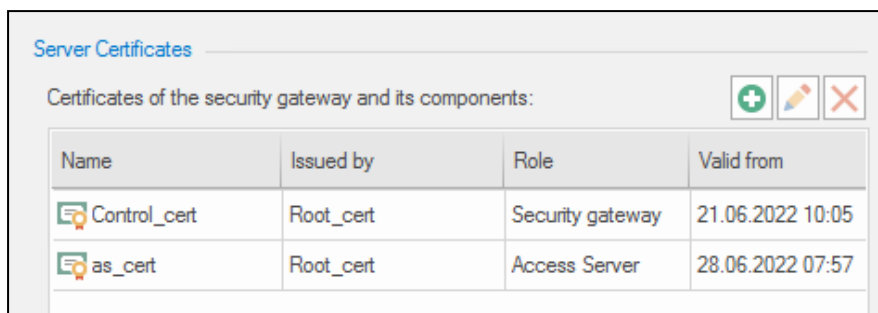 Server Certificates
Certificates of the security gateway and its components:
Name Issued by Role Valid from
Control_cert Root_cert Security gateway 21.06.2022 10:05
as_cert Root_cert Access Server 28.06.2022 07:57